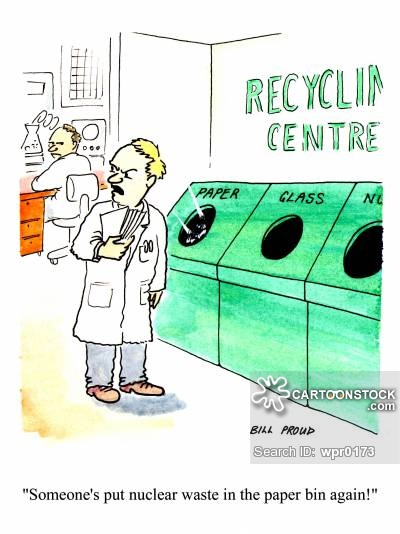 RECYCLIN
CENTRE
PAPER
GLASS
NU
CARTOONSTOCK
.com
BILL PROUD
Search ID: wpr0173
"Someone's put nuclear waste in the paper bin again!"